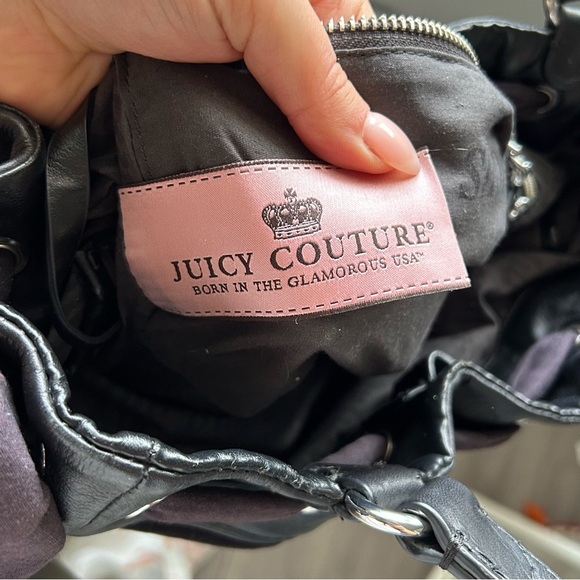 JUICY COUTURE®
BORN IN THE GLAMOROUS USA™